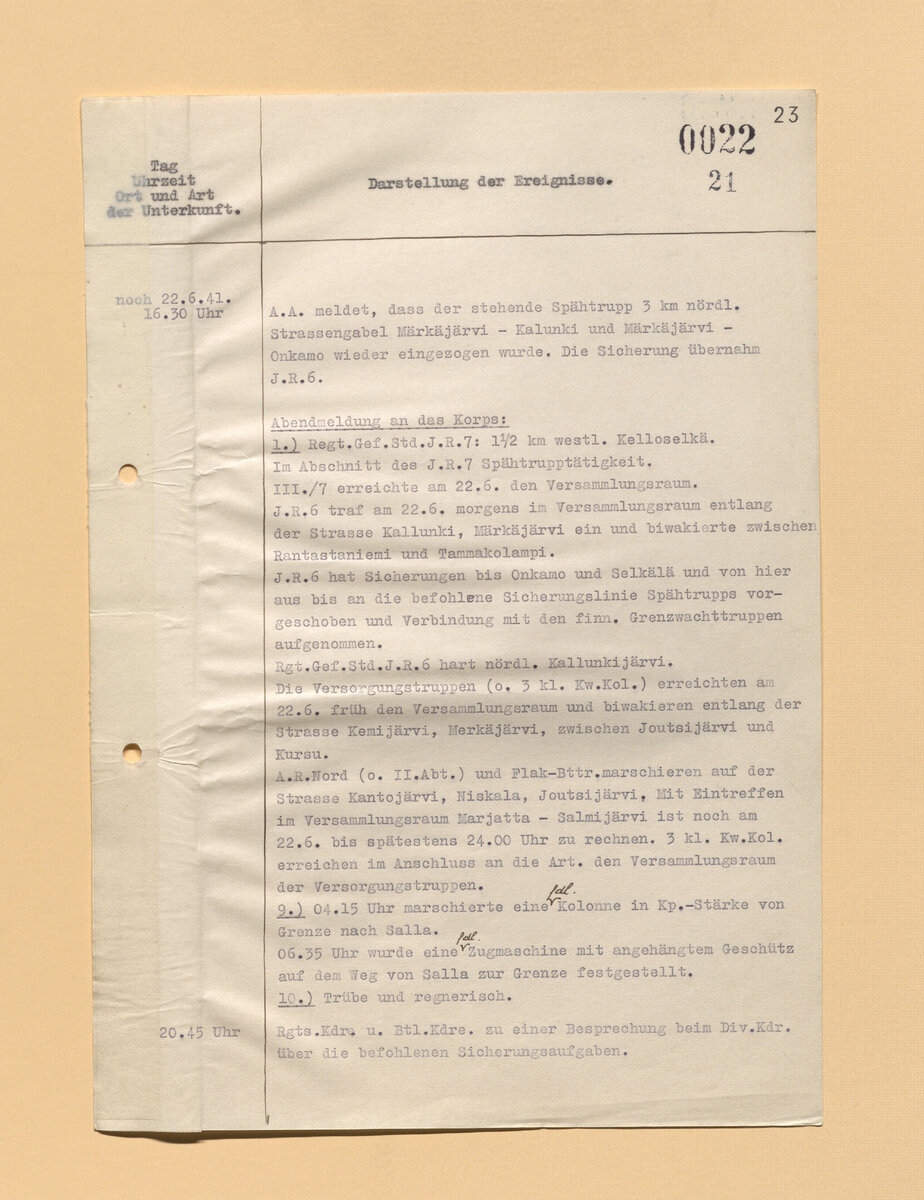 23
0022
21
Tag
Uhrzeit
Ort und Art
der Unterkunft.
Darstellung der Ereignisse.
noch 22.6.41.
16.30 Uhr
A.A. meldet, dass der stehende Spähtrupp 3 km nördl.
Strassengabel Märkäjärvi - Kalunki und Märkäjärvi -
Onkamo wieder eingezogen wurde. Die Sicherung übernahm
J.R.6.
Abendmeldung an das Korps:
1.) Regt.Gef.Std.J.R.7: 1 1/2 km westl. Kelloselkä.
Im Abschnitt des J.R.7 Spähtrupptätigkeit.
III./7 erreichte am 22.6. den Versammlungsraum.
J.R.6 traf am 22.6. morgens im Versammlungsraum entlang
der Strasse Kallunki, Märkäjärvi ein und biwakierte zwischen
Rantastaniemi und Tammakolampi.
J.R.6 hat Sicherungen bis Onkamo und Selkälä und von hier
aus bis an die befohlene Sicherungslinie Spähtrupps vor-
geschoben und Verbindung mit den finn. Grenzwachttruppen
aufgenommen.
Rgt.Gef.Std.J.R.6 hart nördl. Kallunkijärvi.
Die Versorgungstruppen (o. 3 kl. Kw.Kol.) erreichten am
22.6. früh den Versammlungsraum und biwakieren entlang der
Strasse Kemijärvi, Merkäjärvi, zwischen Joutsijärvi und
Kursu.
A.R.Nord (o. II.Abt.) und Flak-Bttr.marschieren auf der
Strasse Kantojärvi, Niskala, Joutsijärvi, Mit Eintreffen
im Versammlungsraum Marjatta - Salmijärvi ist noch am
22.6. bis spätestens 24.00 Uhr zu rechnen. 3 kl. Kw.Kol.
erreichen im Anschluss an die Art. den Versammlungsraum
der Versorgungstruppen.
9.) 04.15 Uhr marschierte eine fdl. Kolonne in Kp.-Stärke von
Grenze nach Salla.
06.35 Uhr wurde eine fdl. Zugmaschine mit angehängtem Geschütz
auf dem Weg von Salla zur Grenze festgestellt.
10.) Trübe und regnerisch.
20.45 Uhr
Rgts.Kdre u. Btl.Kdre. zu einer Besprechung beim Div.Kdr.
über die befohlenen Sicherungsaufgaben.